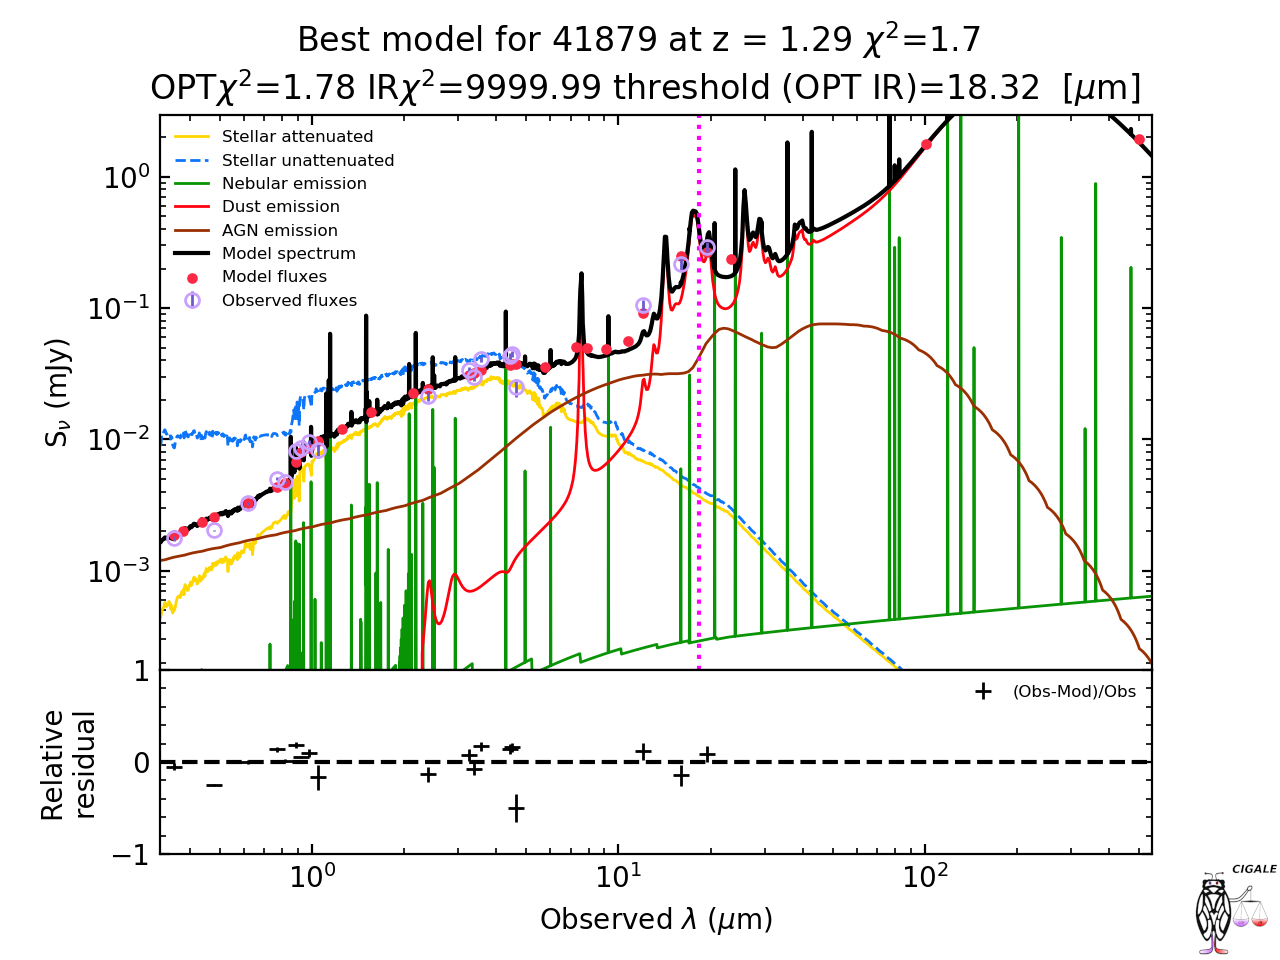 Best model for 41879 at z = 1.29 χ²=1.7
OPTχ²=1.78 IRχ²=9999.99 threshold (OPT IR)=18.32 [μm]
Stellar attenuated
Stellar unattenuated
Nebular emission
Dust emission
AGN emission
Model spectrum
Model fluxes
Observed fluxes
S_ν (mJy)
10⁰
10⁻¹
10⁻²
10⁻³
(Obs-Mod)/Obs
Relative
residual
1
0
−1
10⁰
10¹
10²
Observed λ (μm)
CIGALE